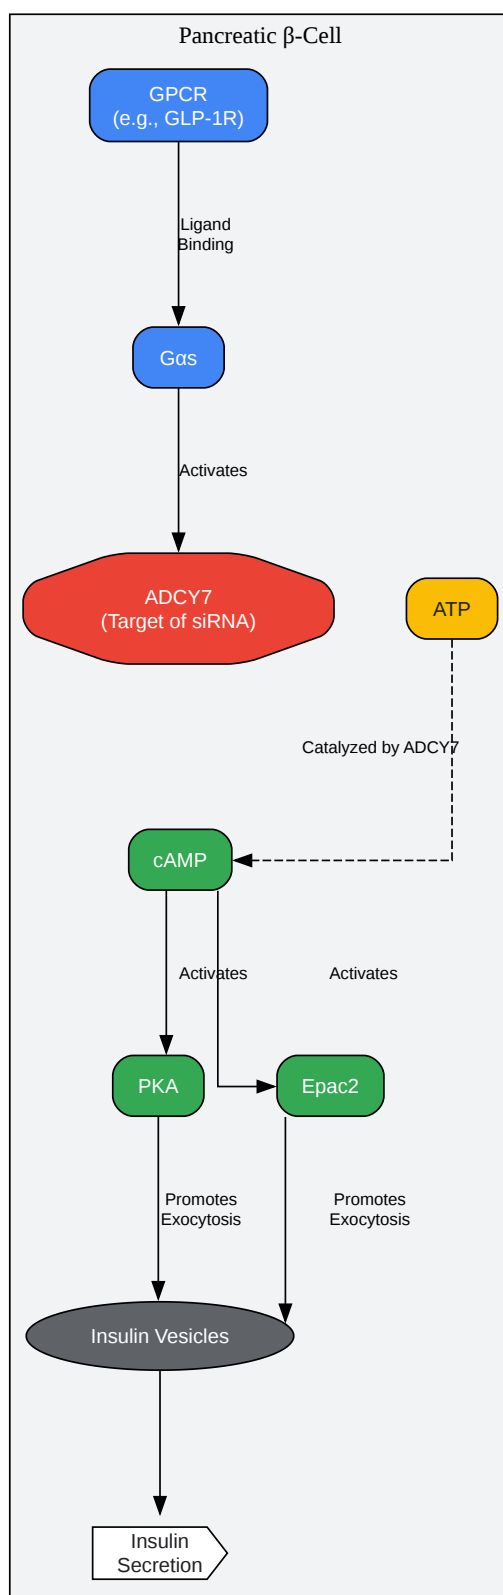 Pancreatic β-Cell
GPCR
(e.g., GLP-1R)
Ligand
Binding
Gαs
Activates
ADCY7
(Target of siRNA)
ATP
Catalyzed by ADCY7
cAMP
Activates
Activates
PKA
Epac2
Promotes
Exocytosis
Promotes
Exocytosis
Insulin Vesicles
Insulin
Secretion